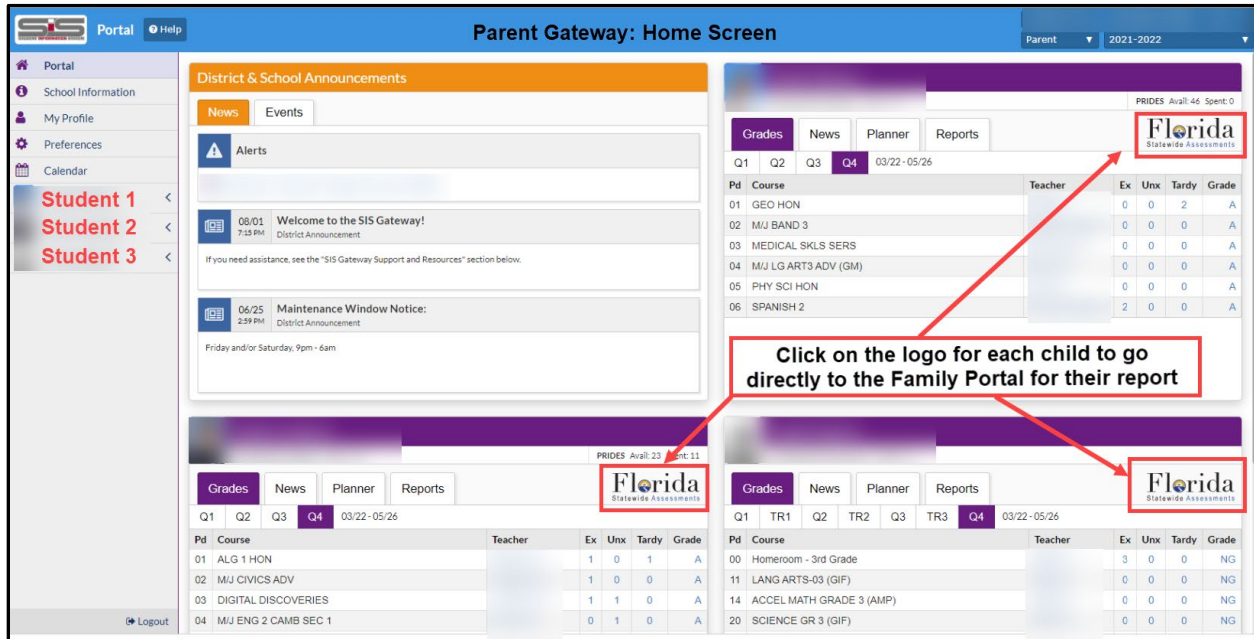 SIS
Portal
Help
Parent Gateway: Home Screen
Parent ▼ 2021-2022 ▼
Portal
School Information
My Profile
Preferences
Calendar
Student 1
Student 2
Student 3
Logout
District & School Announcements
News Events
Alerts
08/01 Welcome to the SIS Gateway!
7:15 PM District Announcement
If you need assistance, see the "SIS Gateway Support and Resources" section below.
06/25 Maintenance Window Notice:
2:59 PM District Announcement
Friday and/or Saturday, 9pm - 6am
PRIDES Avail: 46 Spent: 0
Grades News Planner Reports
Florida
Statewide Assessments
Q1 Q2 Q3 Q4 03/22 - 05/26
Pd Course Teacher Ex Unx Tardy Grade
01 GEO HON 0 0 2 A
02 M/J BAND 3 0 0 0 A
03 MEDICAL SKLS SERS 0 0 0 A
04 M/J LG ART3 ADV (GM) 0 0 0 A
05 PHY SCI HON 0 0 0 A
06 SPANISH 2 2 0 0 A
Click on the logo for each child to go
directly to the Family Portal for their report
PRIDES Avail: 23 ent: 11
Grades News Planner Reports
Florida
Statewide Assessments
Q1 Q2 Q3 Q4 03/22 - 05/26
Pd Course Teacher Ex Unx Tardy Grade
01 ALG 1 HON 1 0 1 A
02 M/J CIVICS ADV 1 0 0 A
03 DIGITAL DISCOVERIES 1 1 0 A
04 M/J ENG 2 CAMB SEC 1 0 1 0 A
Grades News Planner Reports
Florida
Statewide Assessments
Q1 TR1 Q2 TR2 Q3 TR3 Q4 03/22 - 05/26
Pd Course Teacher Ex Unx Tardy Grade
00 Homeroom - 3rd Grade 3 0 0 NG
11 LANG ARTS-03 (GIF) 0 0 0 NG
14 ACCEL MATH GRADE 3 (AMP) 0 0 0 NG
20 SCIENCE GR 3 (GIF) 0 0 0 NG